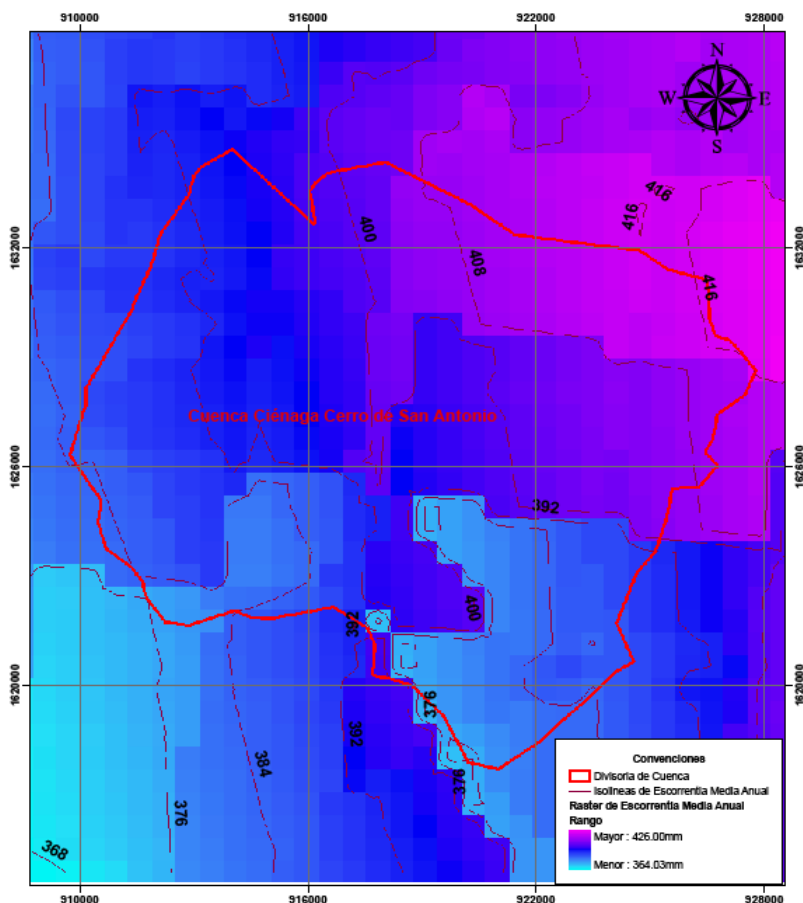 910000 916000 922000 928000
N
W E
S
416
416
400
1632000 1632000
408
416
Cuenca Ciénaga Cerro de San Antonio
1626000 1626000
392
400
392
1620000 1620000
376
392
384
376
376
368
Convenciones
Divisoria de Cuenca
Isolineas de Escorrentia Media Anual
Raster de Escorrentia Media Anual
Rango
Mayor : 426.00mm
Menor : 364.03mm
910000 916000 922000 928000